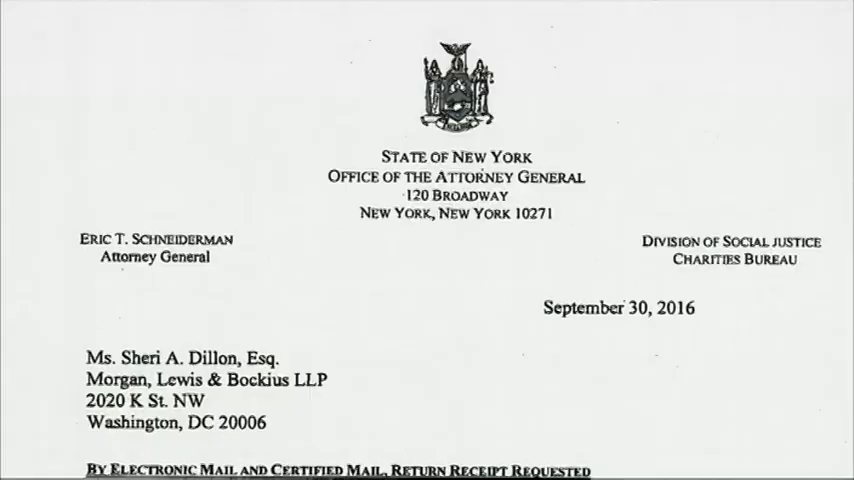 STATE OF NEW YORK
OFFICE OF THE ATTORNEY GENERAL
120 BROADWAY
NEW YORK, NEW YORK 10271
ERIC T. SCHNEIDERMAN
Attorney General
DIVISION OF SOCIAL JUSTICE
CHARITIES BUREAU
September 30, 2016
Ms. Sheri A. Dillon, Esq.
Morgan, Lewis & Bockius LLP
2020 K St. NW
Washington, DC 20006
BY ELECTRONIC MAIL AND CERTIFIED MAIL, RETURN RECEIPT REQUESTED